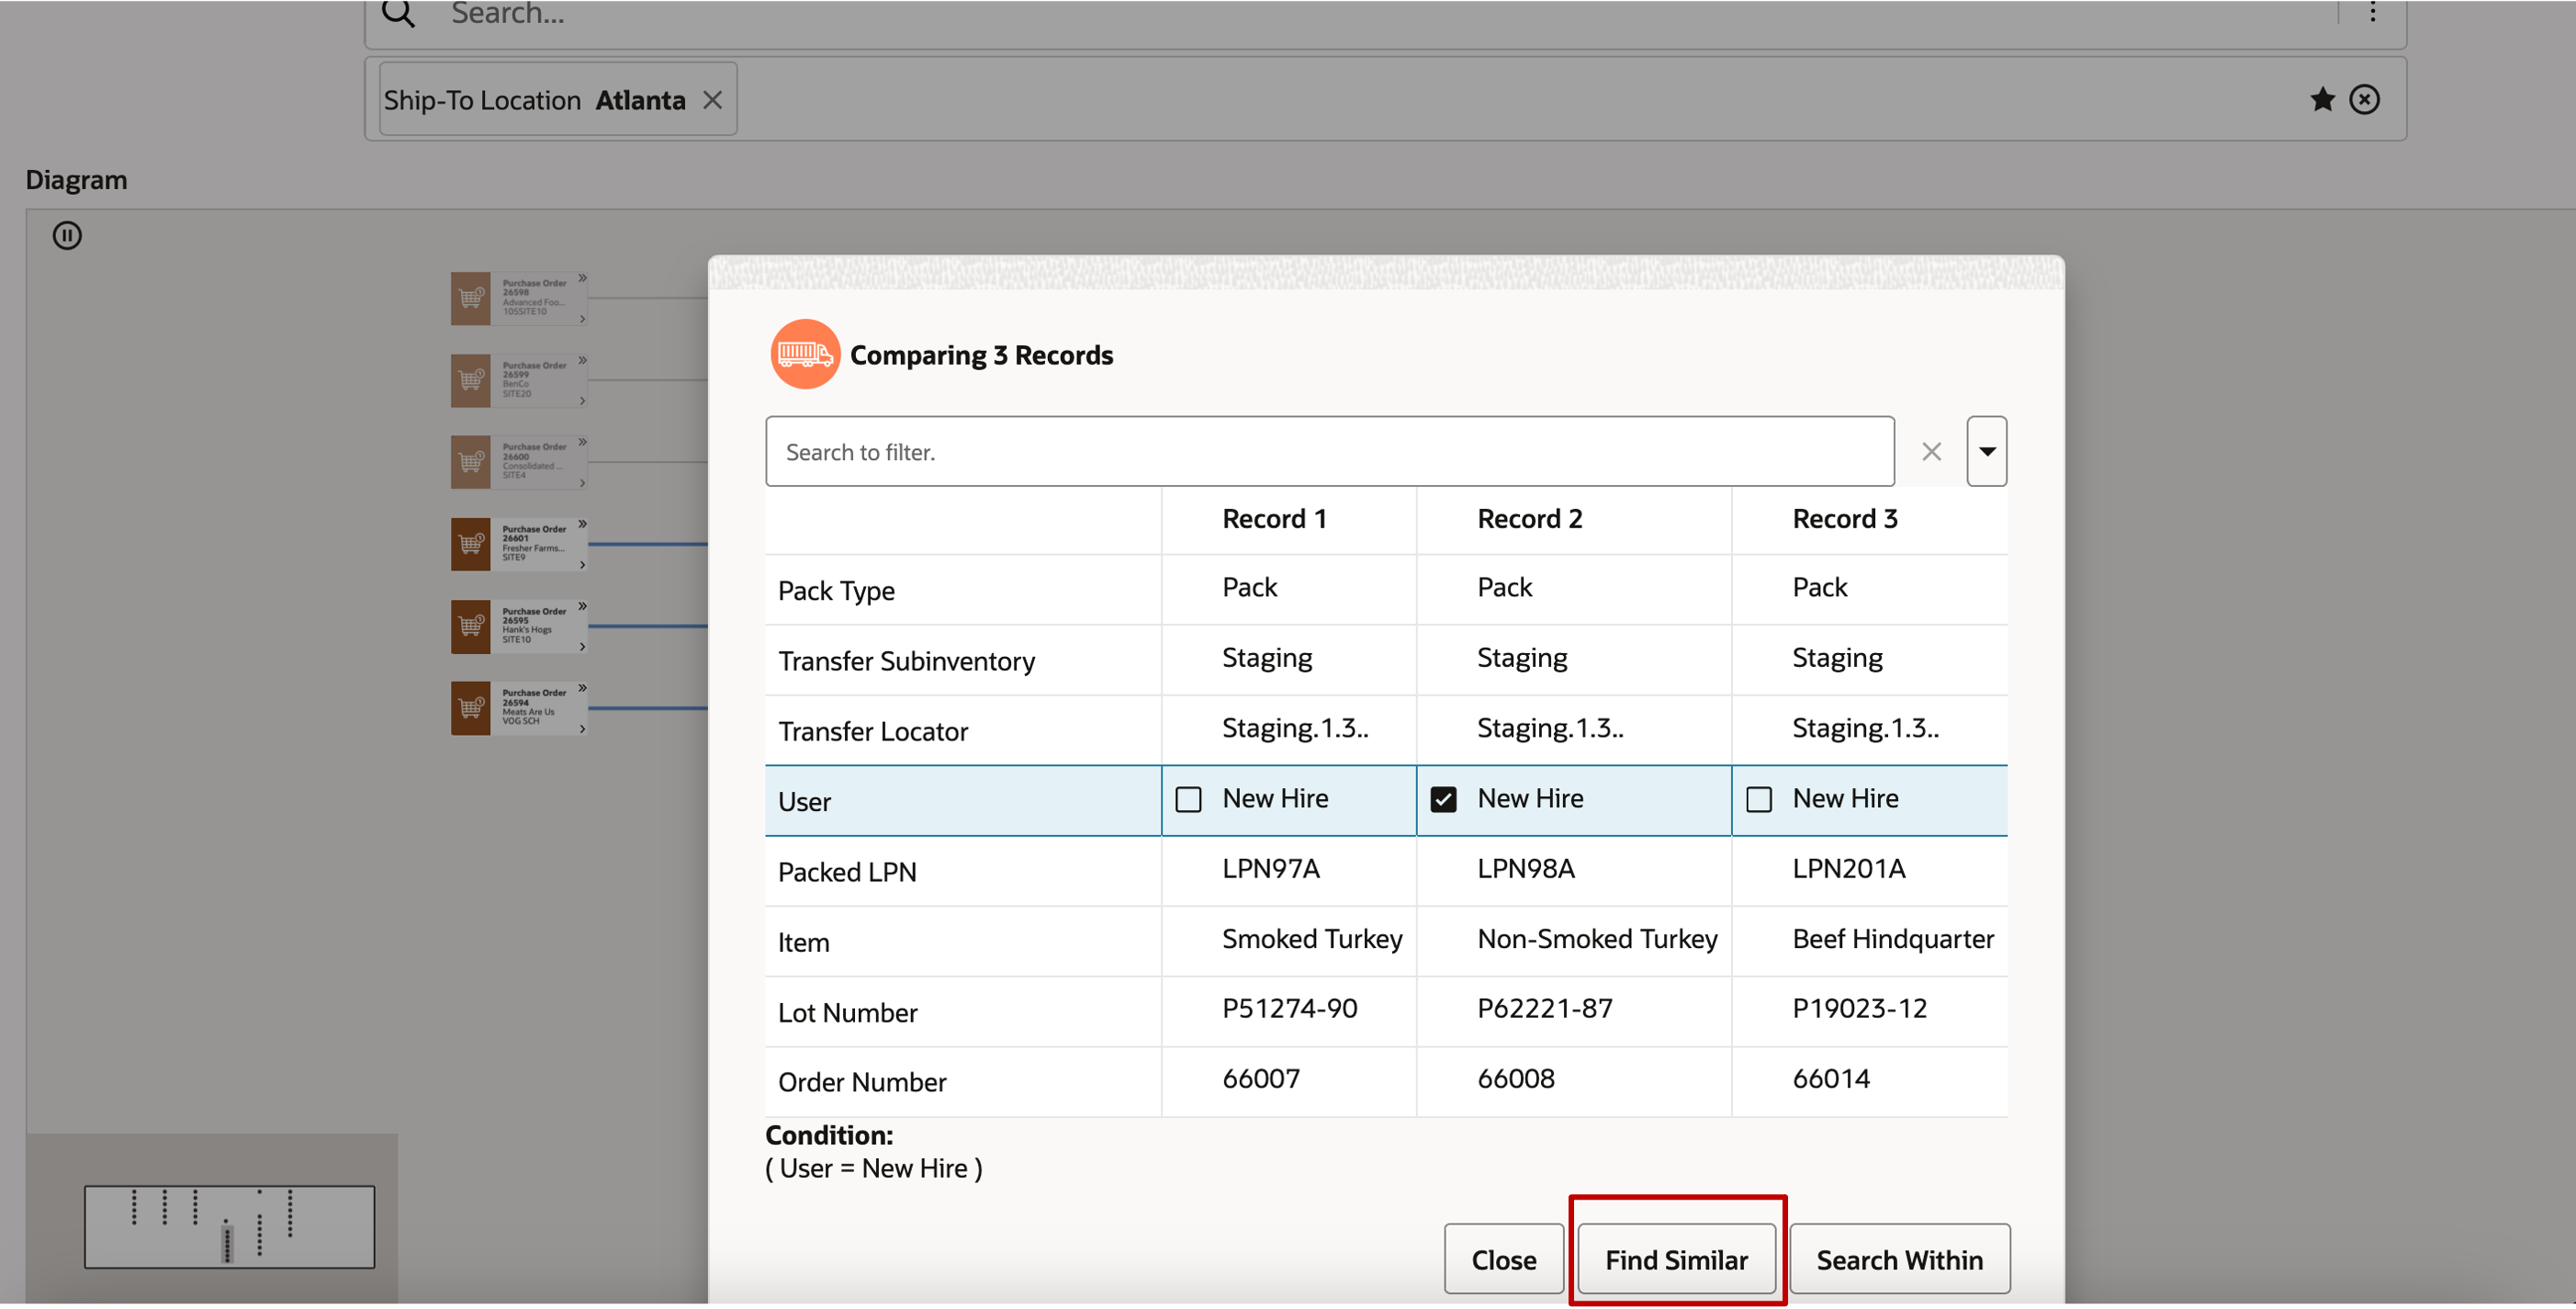 Search...
Ship-To Location Atlanta
Diagram
Purchase Order
26598
Advanced Foo...
105SITE10
Purchase Order
26599
BenCo
SITE20
Purchase Order
26600
Consolidated ...
SITE4
Purchase Order
26601
Fresher Farms...
SITE9
Purchase Order
26595
Hank's Hogs
SITE10
Purchase Order
26594
Meats Are Us
VOG SCH
Comparing 3 Records
Search to filter.
Record 1 Record 2 Record 3
Pack Type Pack Pack Pack
Transfer Subinventory Staging Staging Staging
Transfer Locator Staging.1.3.. Staging.1.3.. Staging.1.3..
User New Hire New Hire New Hire
Packed LPN LPN97A LPN98A LPN201A
Item Smoked Turkey Non-Smoked Turkey Beef Hindquarter
Lot Number P51274-90 P62221-87 P19023-12
Order Number 66007 66008 66014
Condition:
( User = New Hire )
Close Find Similar Search Within